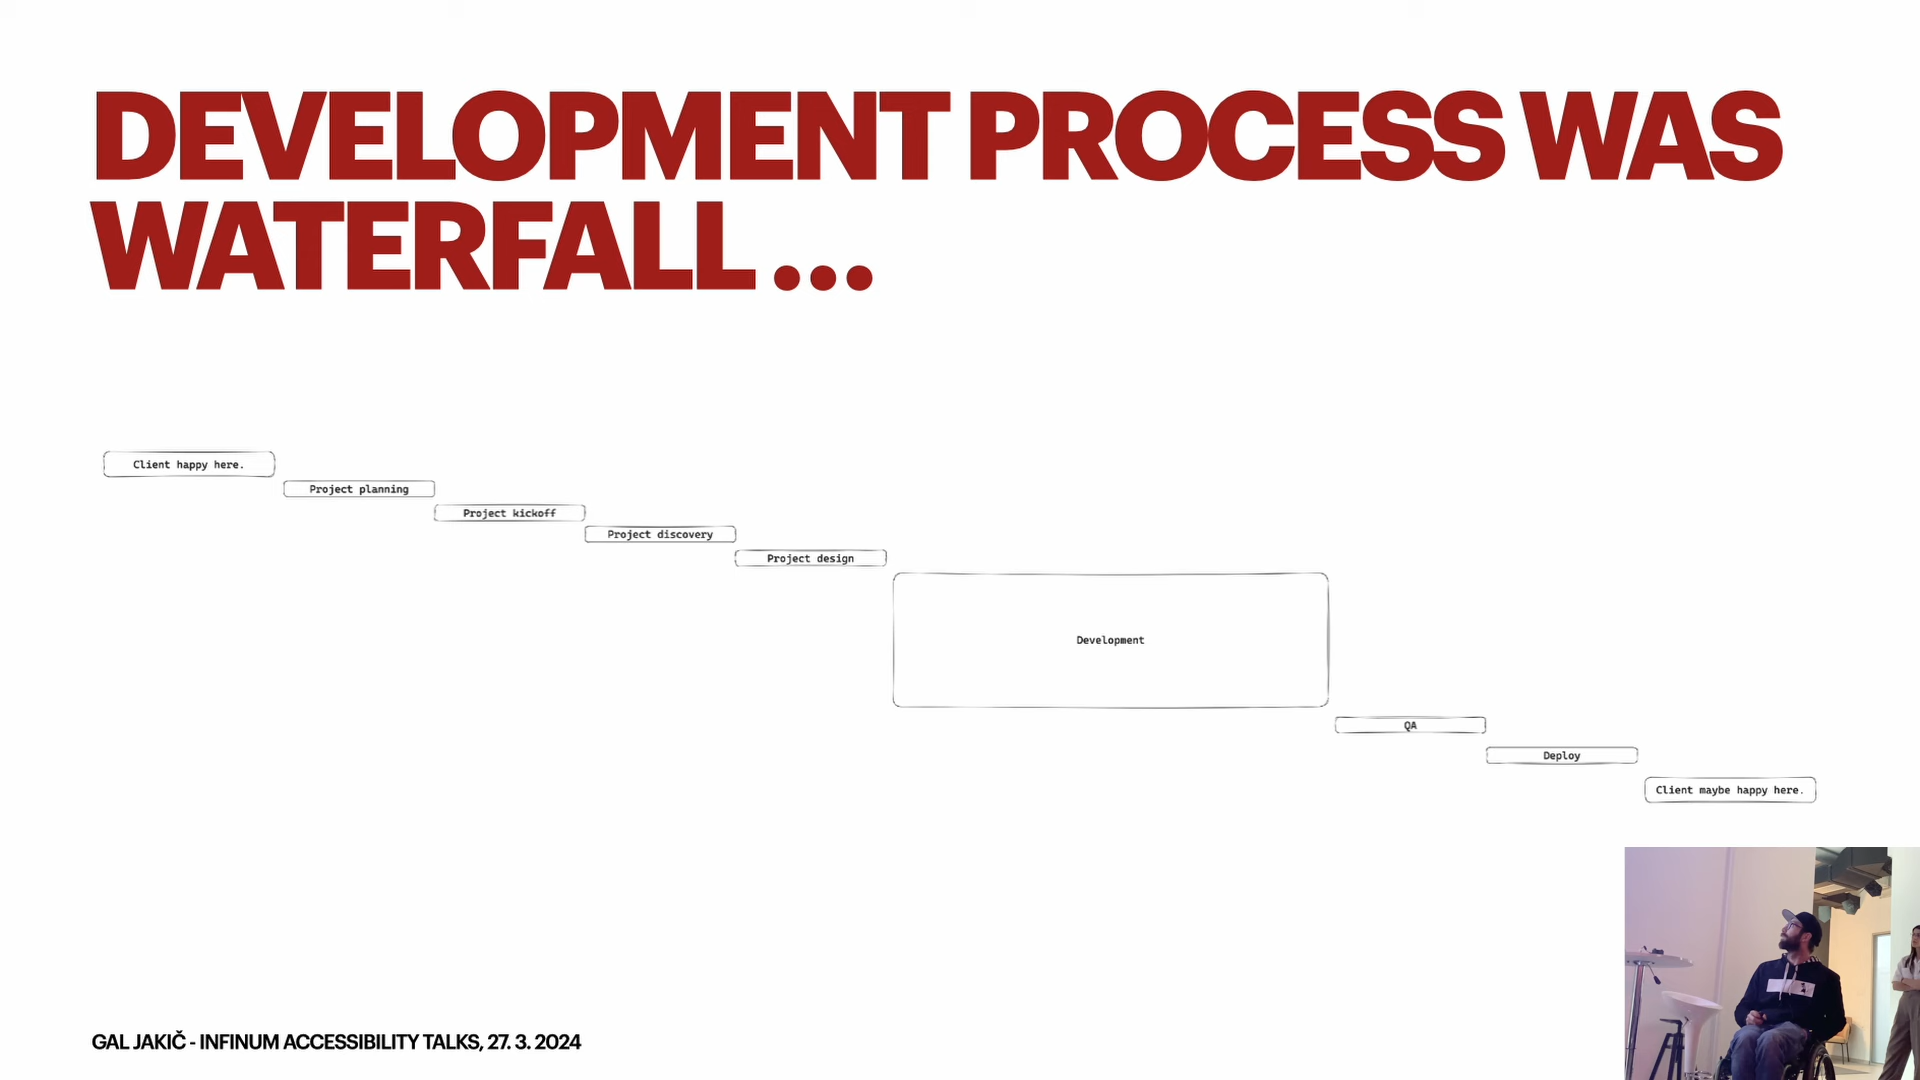 DEVELOPMENT PROCESS WAS
WATERFALL...
Client happy here.
Project planning
Project kickoff
Project discovery
Project design
Development
QA
Deploy
Client maybe happy here.
GAL JAKIČ - INFINUM ACCESSIBILITY TALKS, 27. 3. 2024